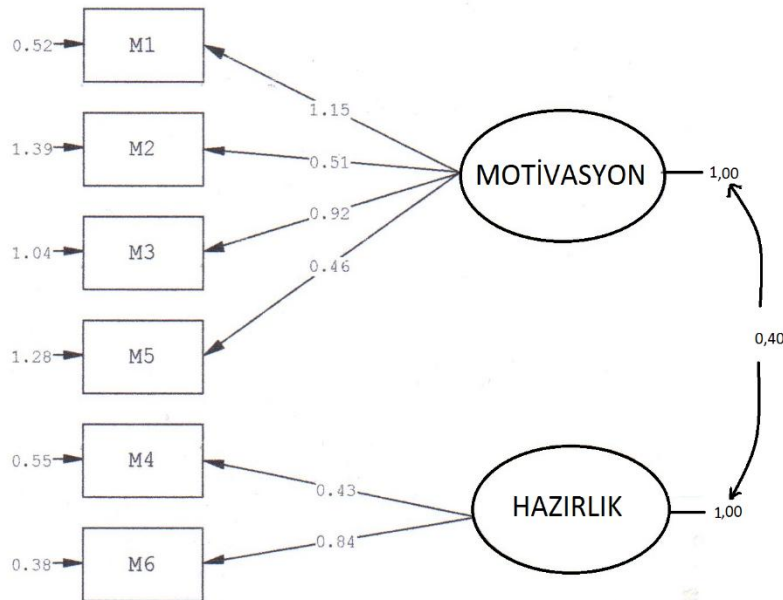 0.52 M1
1.15
1.39 M2
0.51
MOTİVASYON 1,00
0.92
1.04 M3
0.46
0,40
1.28 M5
0.55 M4
0.43
HAZIRLIK 1,00
0.84
0.38 M6